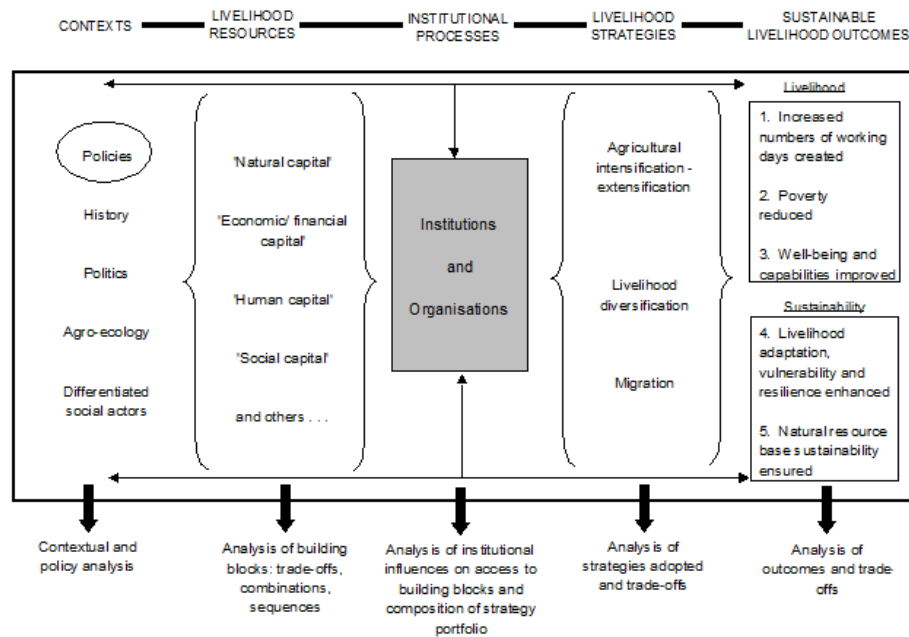 CONTEXTS
LIVELIHOOD
RESOURCES
INSTITUTIONAL
PROCESSES
LIVELIHOOD
STRATEGIES
SUSTAINABLE
LIVELIHOOD OUTCOMES
Policies
History
Politics
Agro-ecology
Differentiated
social actors
'Natural capital'
'Economic/ financial
capital'
'Human capital'
'Social capital'
and others . . .
Institutions
and
Organisations
Agricultural
intensification -
extensification
Livelihood
diversification
Migration
Livelihood
1. Increased
numbers of working
days created
2. Poverty
reduced
3. Well-being and
capabilities improved
Sustainability
4. Livelihood
adaptation,
vulnerability and
resilience enhanced
5. Natural resource
base sustainability
ensured
Contextual and
policy analysis
Analysis of building
blocks: trade-offs,
combinations,
sequences
Analysis of institutional
influences on access to
building blocks and
composition of strategy
portfolio
Analysis of
strategies adopted
and trade-offs
Analysis of
outcomes and trade-
offs